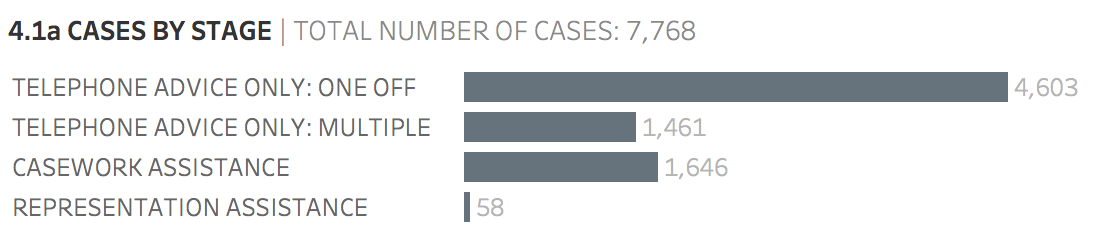 4.1a CASES BY STAGE | TOTAL NUMBER OF CASES: 7,768
TELEPHONE ADVICE ONLY: ONE OFF 4,603
TELEPHONE ADVICE ONLY: MULTIPLE 1,461
CASEWORK ASSISTANCE 1,646
REPRESENTATION ASSISTANCE 58